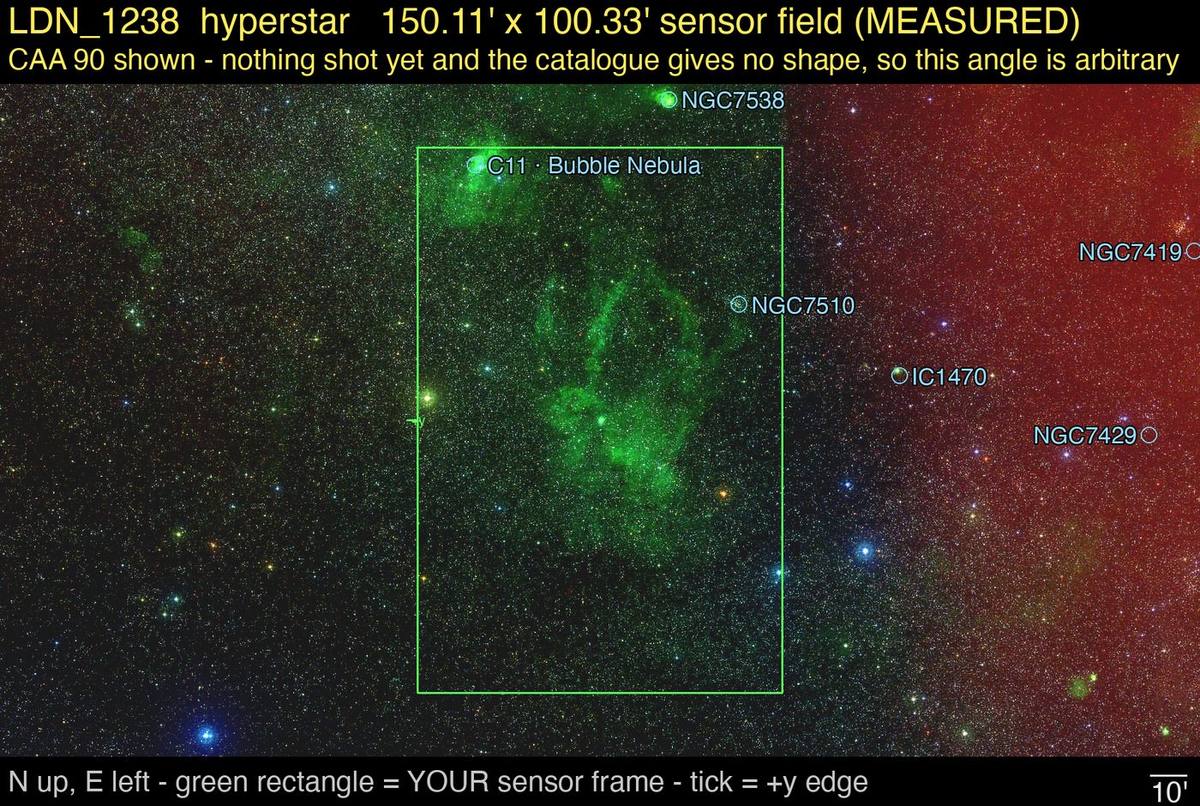 LDN_1238 hyperstar 150.11' x 100.33' sensor field (MEASURED)
CAA 90 shown - nothing shot yet and the catalogue gives no shape, so this angle is arbitrary
NGC7538
C11 · Bubble Nebula
NGC7419
NGC7510
IC1470
NGC7429
+y
N up, E left - green rectangle = YOUR sensor frame - tick = +y edge
10'